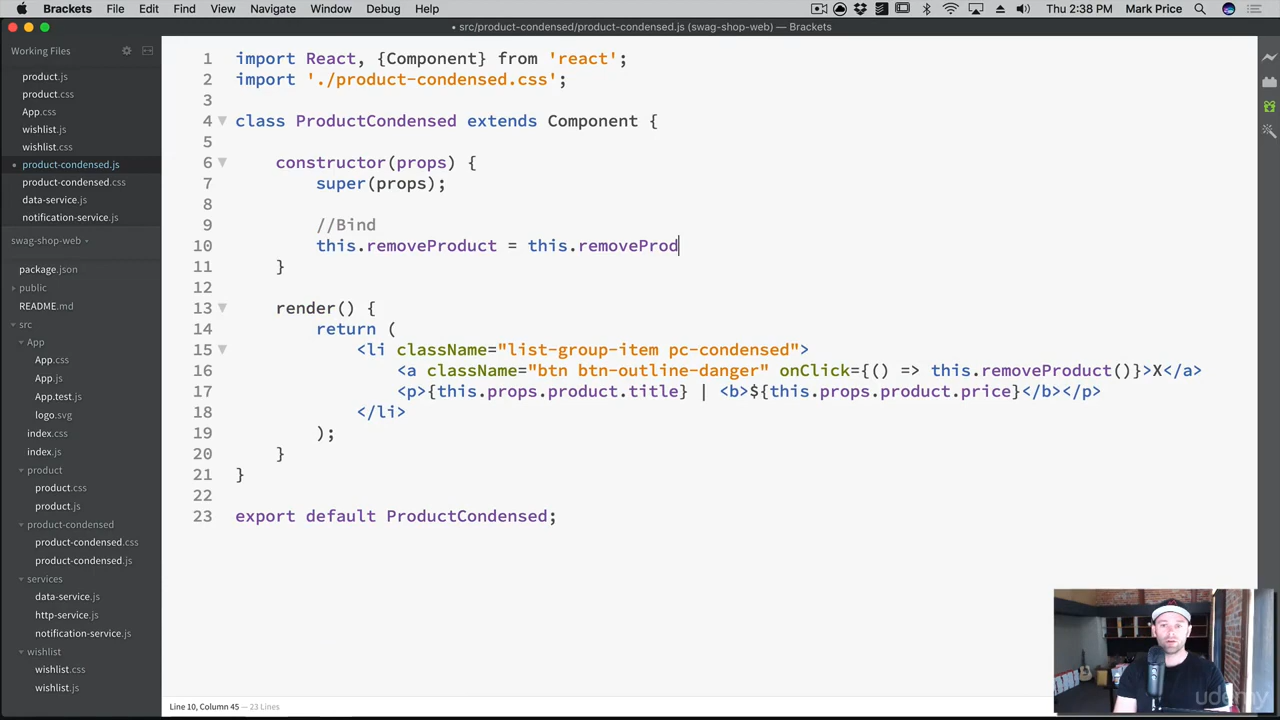 Brackets File Edit Find View Navigate Window Debug Help Thu 2:38 PM Mark Price
• src/product-condensed/product-condensed.js (swag-shop-web) — Brackets
Working Files
product.js
product.css
App.css
wishlist.js
wishlist.css
product-condensed.js
product-condensed.css
data-service.js
notification-service.js
swag-shop-web
package.json
public
README.md
src
App
App.css
App.js
App.test.js
logo.svg
index.css
index.js
product
product.css
product.js
product-condensed
product-condensed.css
product-condensed.js
services
data-service.js
http-service.js
notification-service.js
wishlist
wishlist.css
wishlist.js
1 import React, {Component} from 'react';
2 import './product-condensed.css';
3
4 class ProductCondensed extends Component {
5
6 constructor(props) {
7 super(props);
8
9 //Bind
10 this.removeProduct = this.removeProd
11 }
12
13 render() {
14 return (
15 <li className="list-group-item pc-condensed">
16 <a className="btn btn-outline-danger" onClick={() => this.removeProduct()}>X</a>
17 <p>{this.props.product.title} | <b>${this.props.product.price}</b></p>
18 </li>
19 );
20 }
21 }
22
23 export default ProductCondensed;
Line 10, Column 45 — 23 Lines
udemy